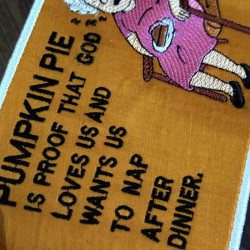 PUMPKIN PIE
IS PROOF THAT GOD
LOVES US AND
WANTS US
TO NAP
AFTER
DINNER.